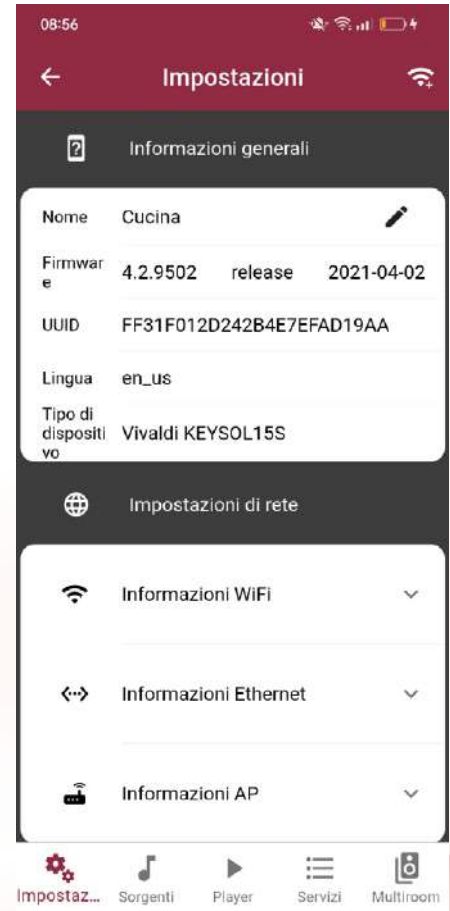 08:56
Impostazioni
Informazioni generali
Nome Cucina
Firmwar
e
4.2.9502 release 2021-04-02
UUID FF31F012D242B4E7EFAD19AA
Lingua en_us
Tipo di
dispositi
vo
Vivaldi KEYSOL15S
Impostazioni di rete
Informazioni WiFi
Informazioni Ethernet
Informazioni AP
Impostaz... Sorgenti Player Servizi Multiroom